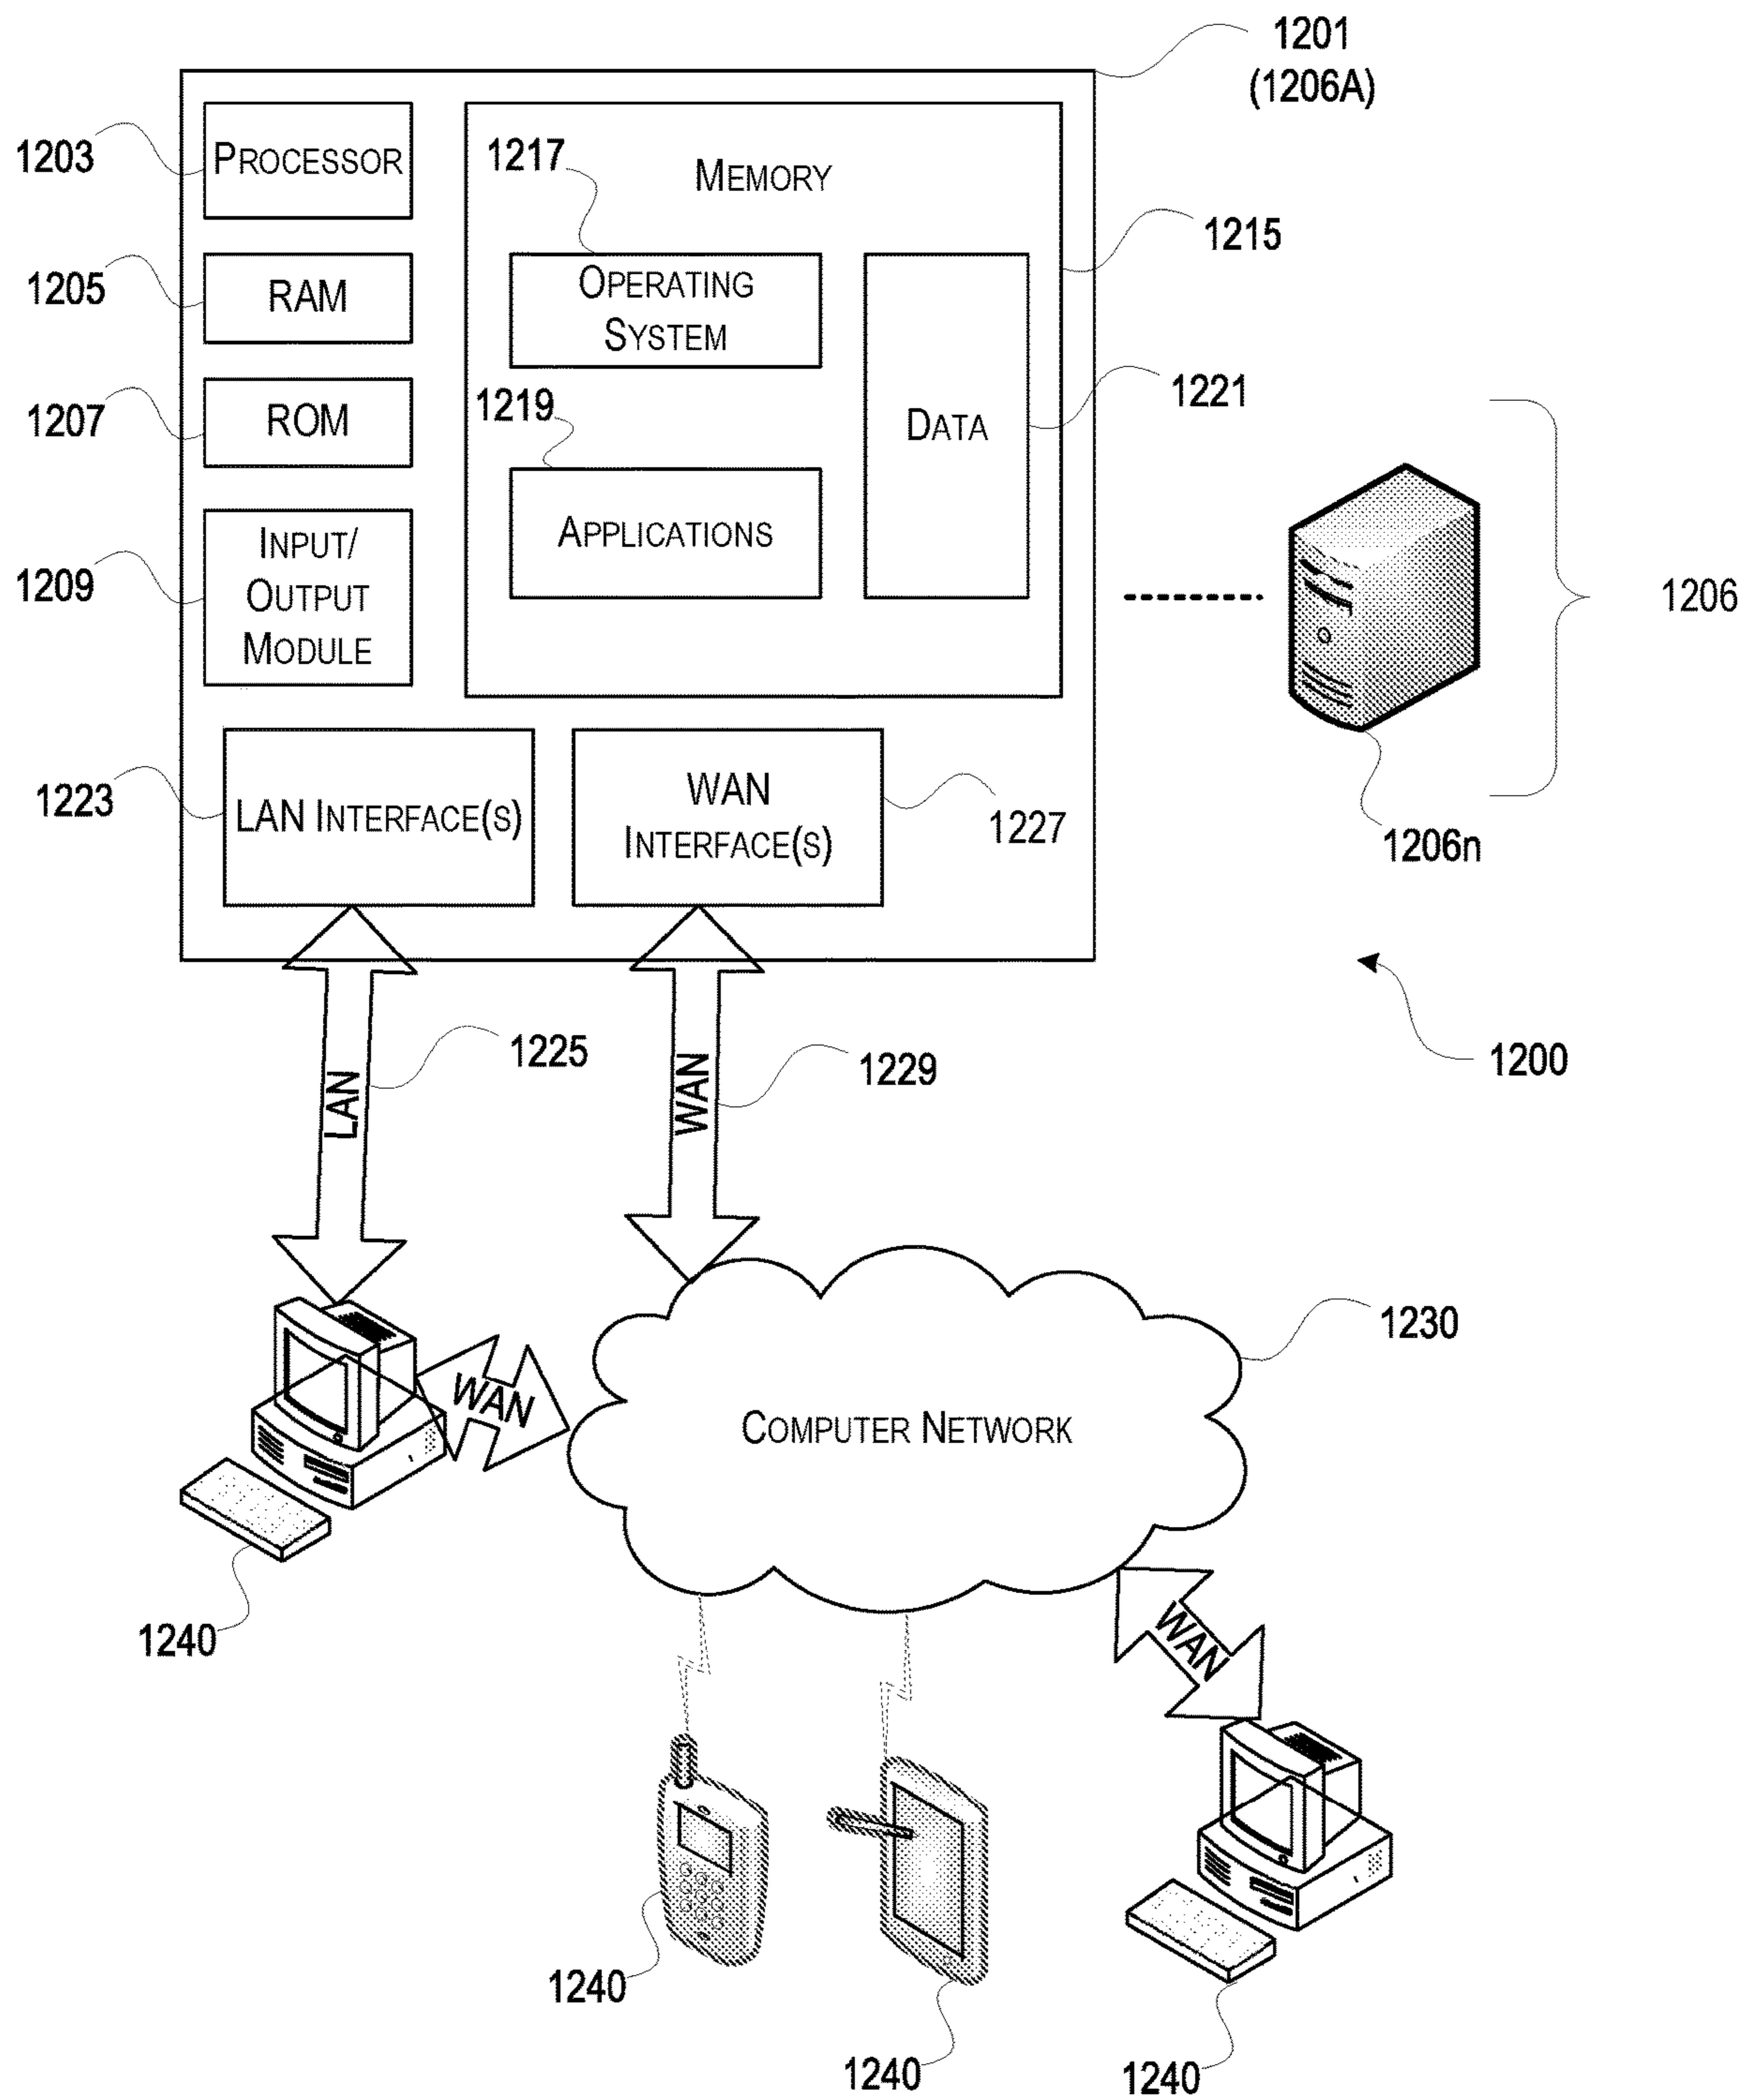 1201
(1206A)
1203
PROCESSOR
1217
MEMORY
1215
1205
RAM
OPERATING
SYSTEM
1207
ROM
1219
DATA
1221
1209
INPUT/
OUTPUT
MODULE
APPLICATIONS
1206
1206n
1223
LAN INTERFACE(S)
WAN
INTERFACE(S)
1227
1200
LAN
1225
WAN
1229
1230
WAN
COMPUTER NETWORK
1240
WAN
1240
1240
1240